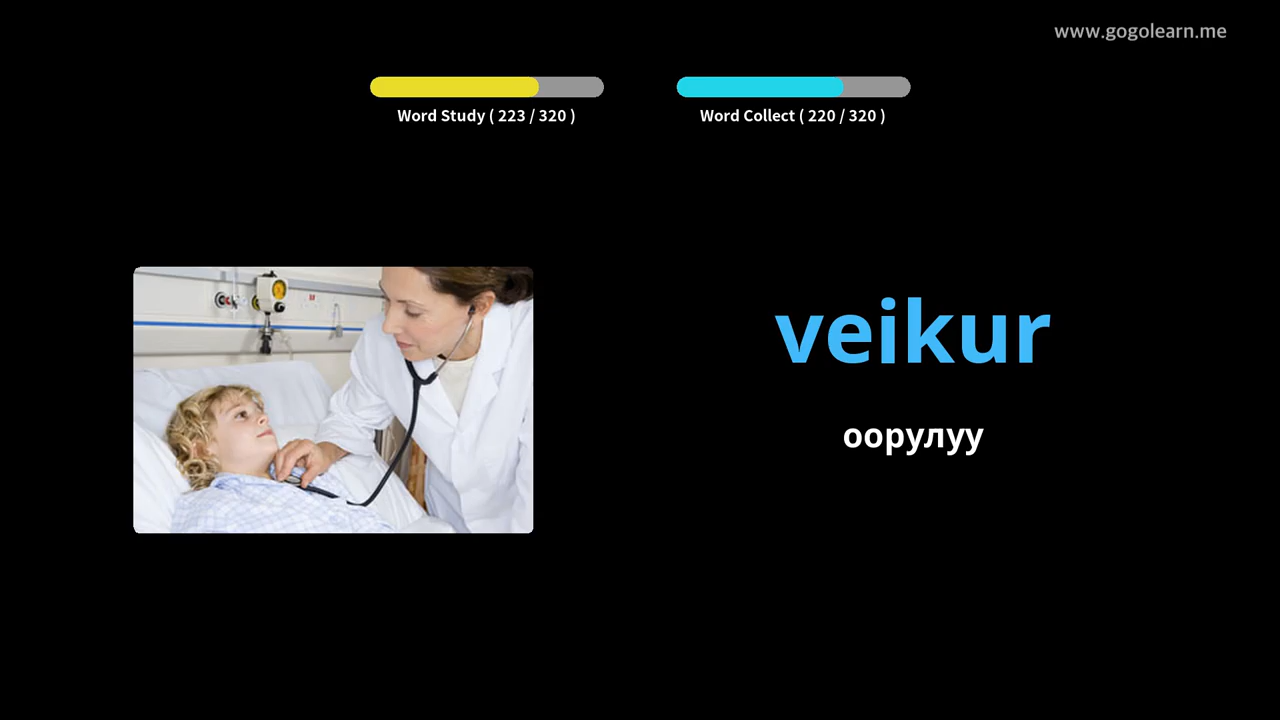 www.gogolearn.me
Word Study ( 223 / 320 )
Word Collect ( 220 / 320 )
veikur
оорулуу